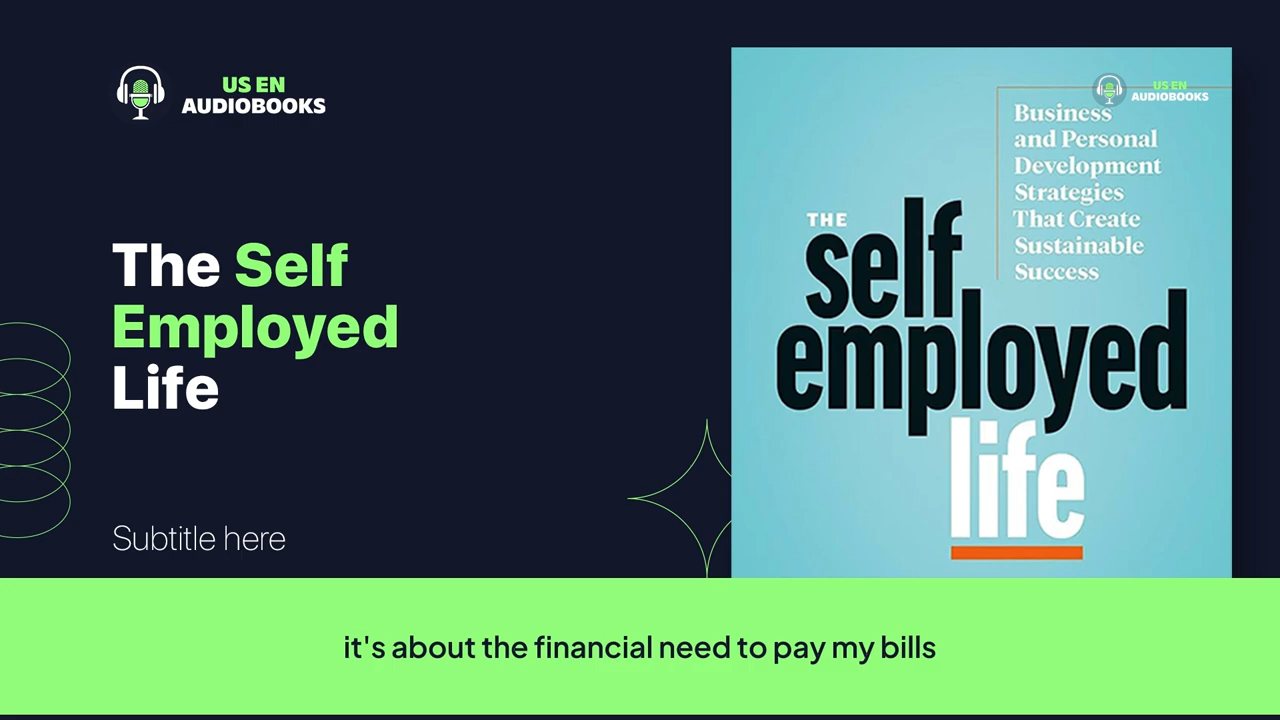 US EN
AUDIOBOOKS
The Self
Employed
Life
Subtitle here
US EN
AUDIOBOOKS
Business
and Personal
Development
Strategies
That Create
Sustainable
Success
THE
self
employed
life
it's about the financial need to pay my bills